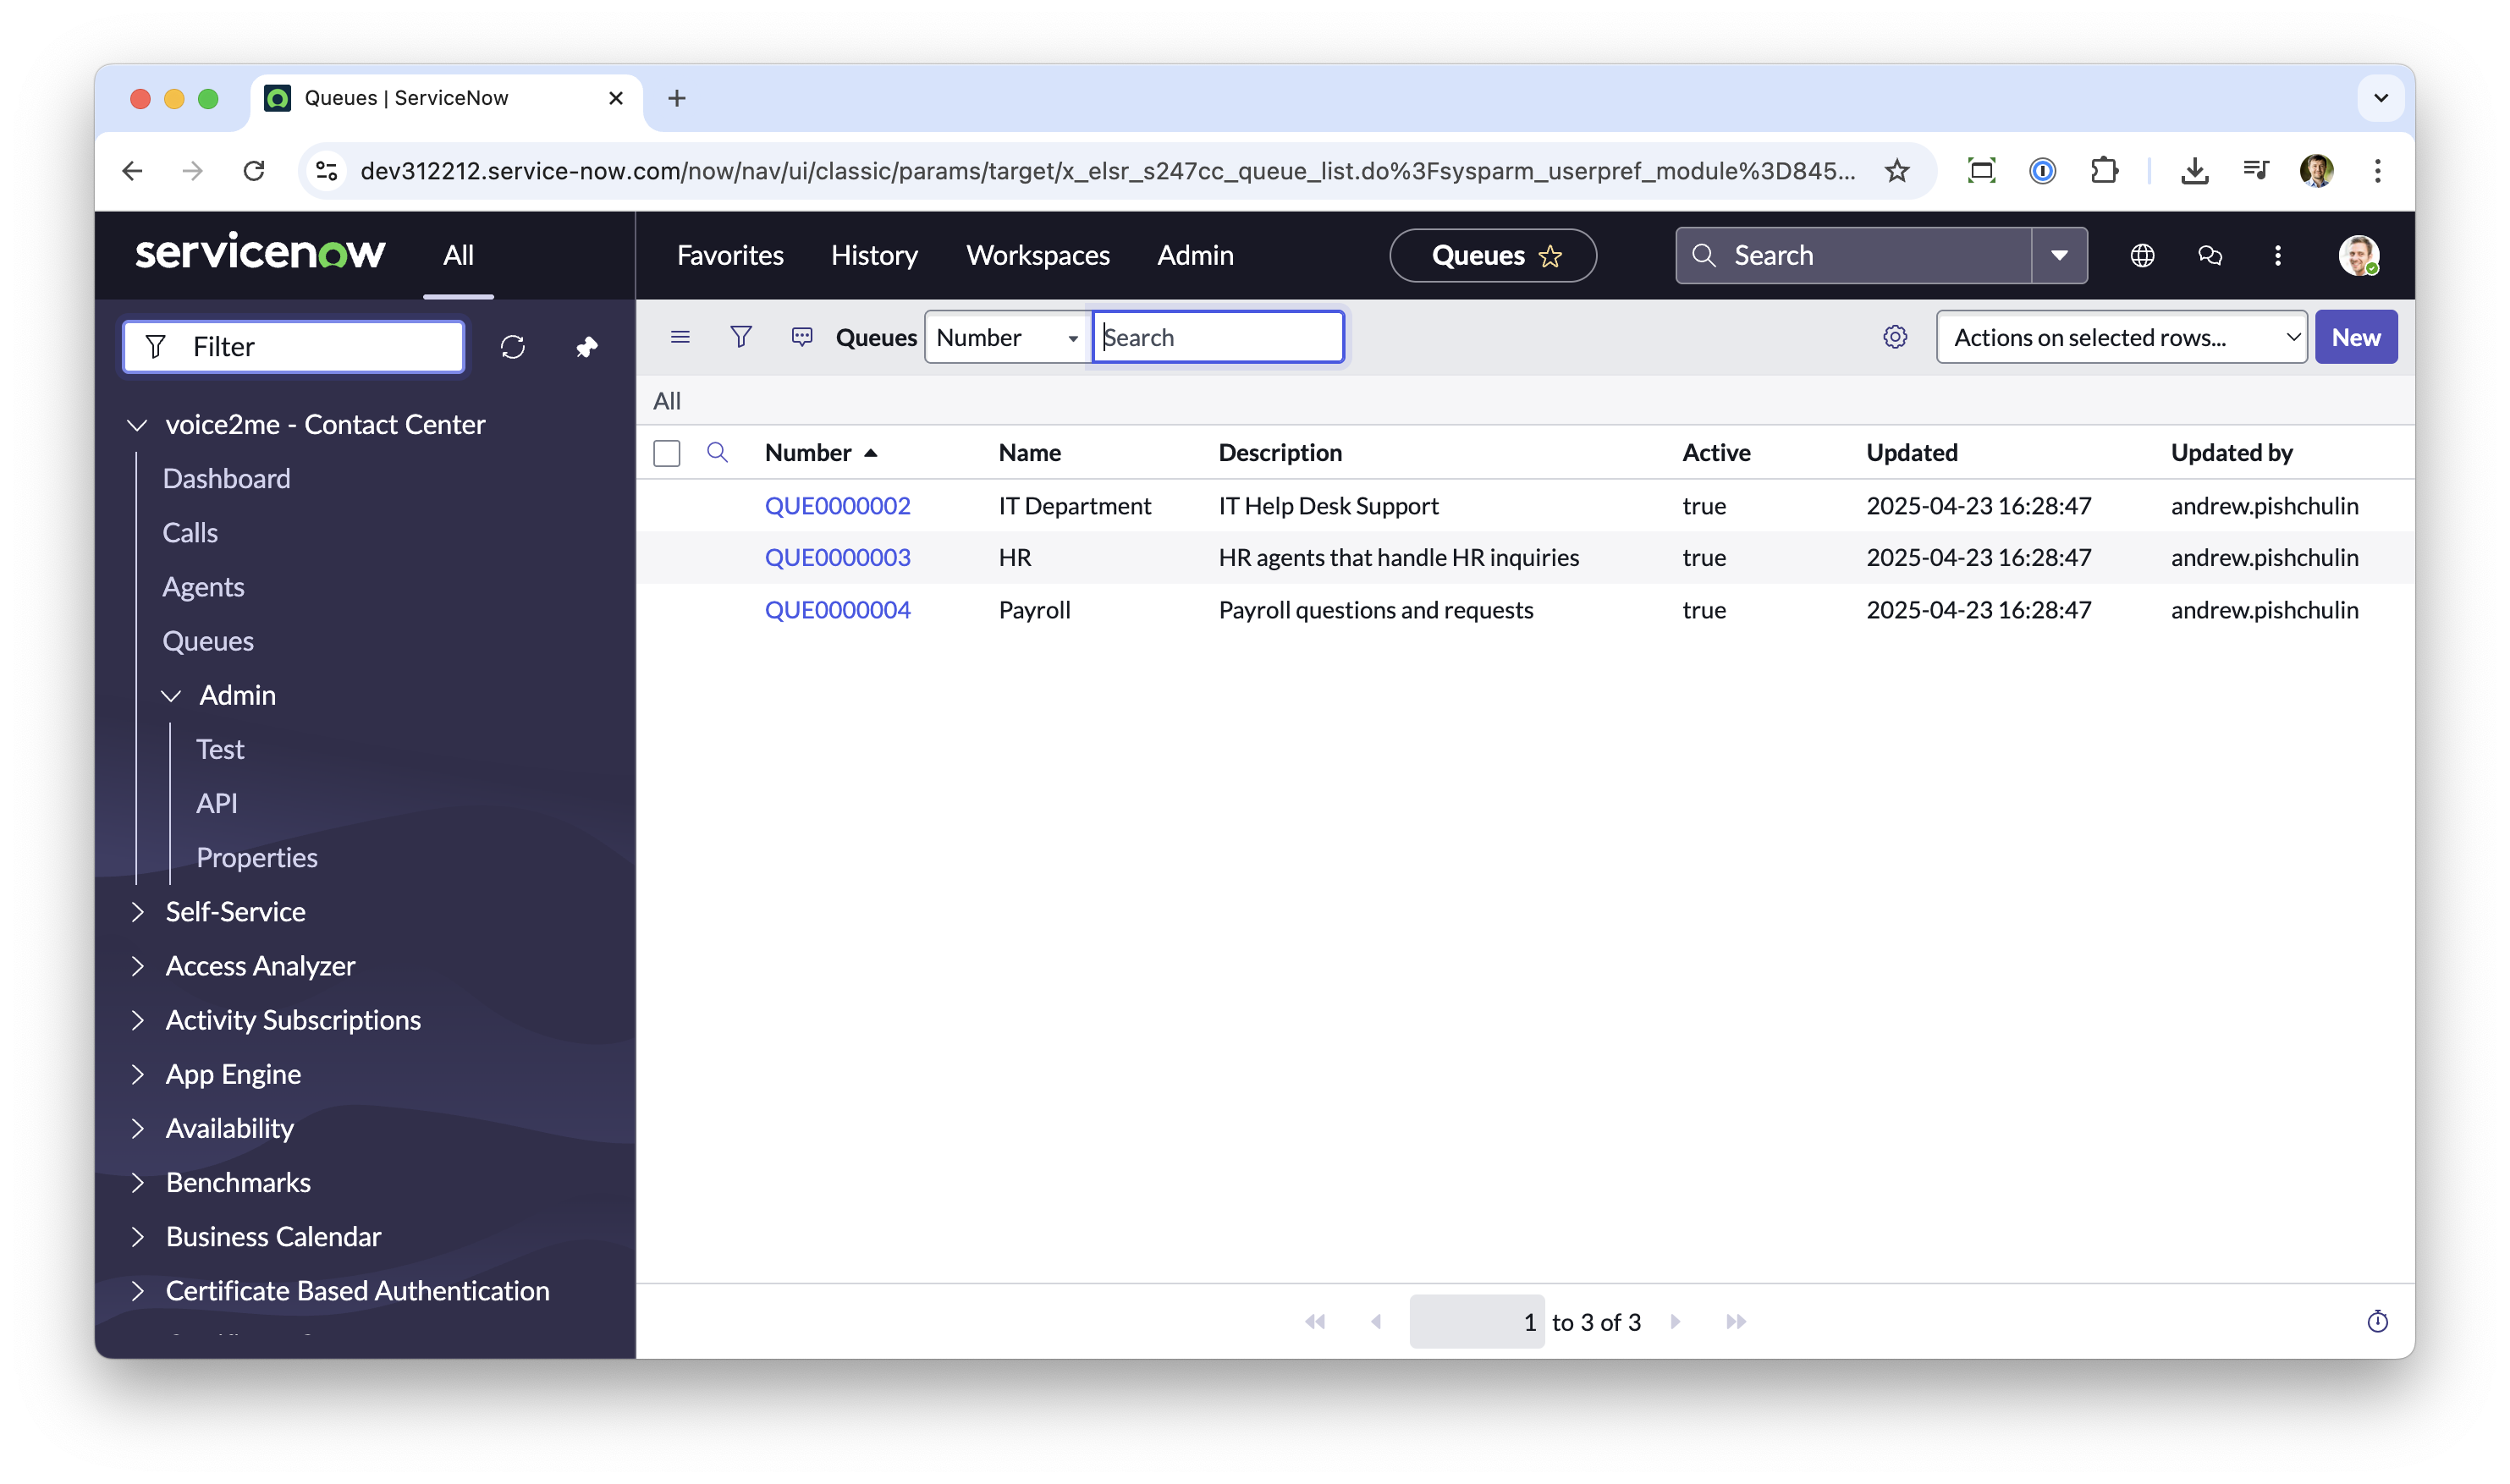 Queues | ServiceNow
dev312212.service-now.com/now/nav/ui/classic/params/target/x_elsr_s247cc_queue_list.do%3Fsysparm_userpref_module%3D845...
servicenow All Favorites History Workspaces Admin Queues Search
Filter
Queues Number Search Actions on selected rows... New
All
voice2me - Contact Center
Dashboard
Calls
Agents
Queues
Admin
Test
API
Properties
Self-Service
Access Analyzer
Activity Subscriptions
App Engine
Availability
Benchmarks
Business Calendar
Certificate Based Authentication
Number Name Description Active Updated Updated by
QUE0000002 IT Department IT Help Desk Support true 2025-04-23 16:28:47 andrew.pishchulin
QUE0000003 HR HR agents that handle HR inquiries true 2025-04-23 16:28:47 andrew.pishchulin
QUE0000004 Payroll Payroll questions and requests true 2025-04-23 16:28:47 andrew.pishchulin
1 to 3 of 3